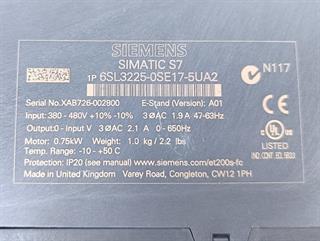 SIEMENS
SIMATIC S7
1P 6SL3225-0SE17-5UA2
N117
Serial No. XAB726-002800 E-Stand (Version): A01
Input: 380 - 480V +10% -10% 3 ØAC 1.9 A 47-63Hz
Output: 0 - Input V 3 ØAC 2.1 A 0 - 650Hz
Motor: 0.75kW Weight: 1.0 kg / 2.2 lbs
Temp. Range: -10 - +50 C
Protection: IP20 (see manual) www.siemens.com/et200s-fc
Made in United Kingdom Varey Road, Congleton, CW12 1PH
UL
LISTED
IND. CONT. EQ.